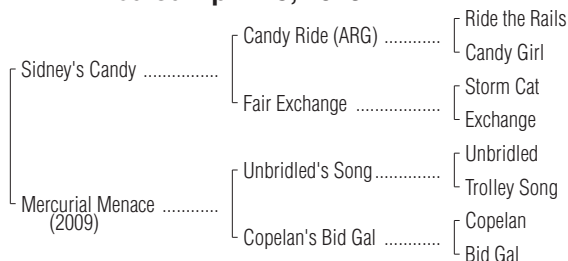 Ride the Rails
Candy Ride (ARG) ............
Candy Girl
Sidney's Candy ................
Storm Cat
Fair Exchange ..................
Exchange
Unbridled
Unbridled's Song..............
Trolley Song
Mercurial Menace ............
(2009)
Copelan
Copelan's Bid Gal ............
Bid Gal